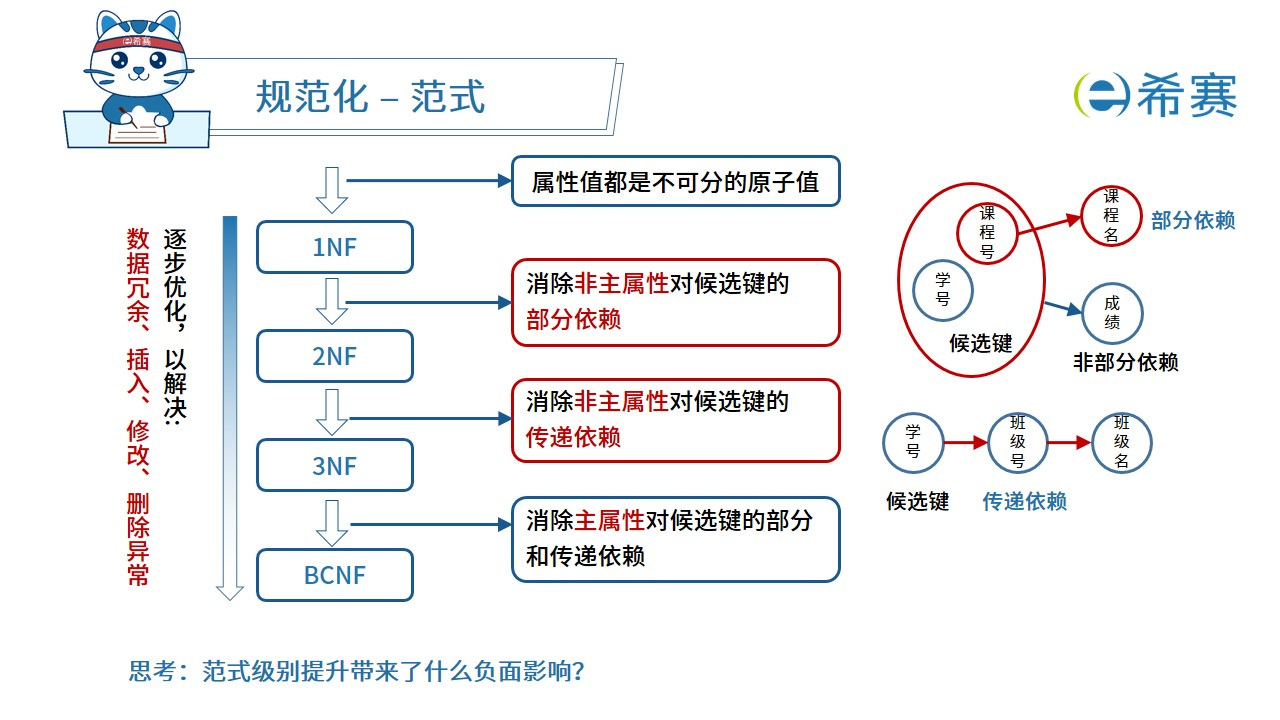 希赛
规范化 – 范式
希赛
属性值都是不可分的原子值
1NF
消除非主属性对候选键的
部分依赖
2NF
消除非主属性对候选键的
传递依赖
3NF
消除主属性对候选键的部分
和传递依赖
BCNF
逐步优化，以解决：
数据冗余、插入、修改、删除异常
课程号
学号
候选键
课程名
部分依赖
成绩
非部分依赖
学号
班级号
班级名
候选键
传递依赖
思考：范式级别提升带来了什么负面影响？